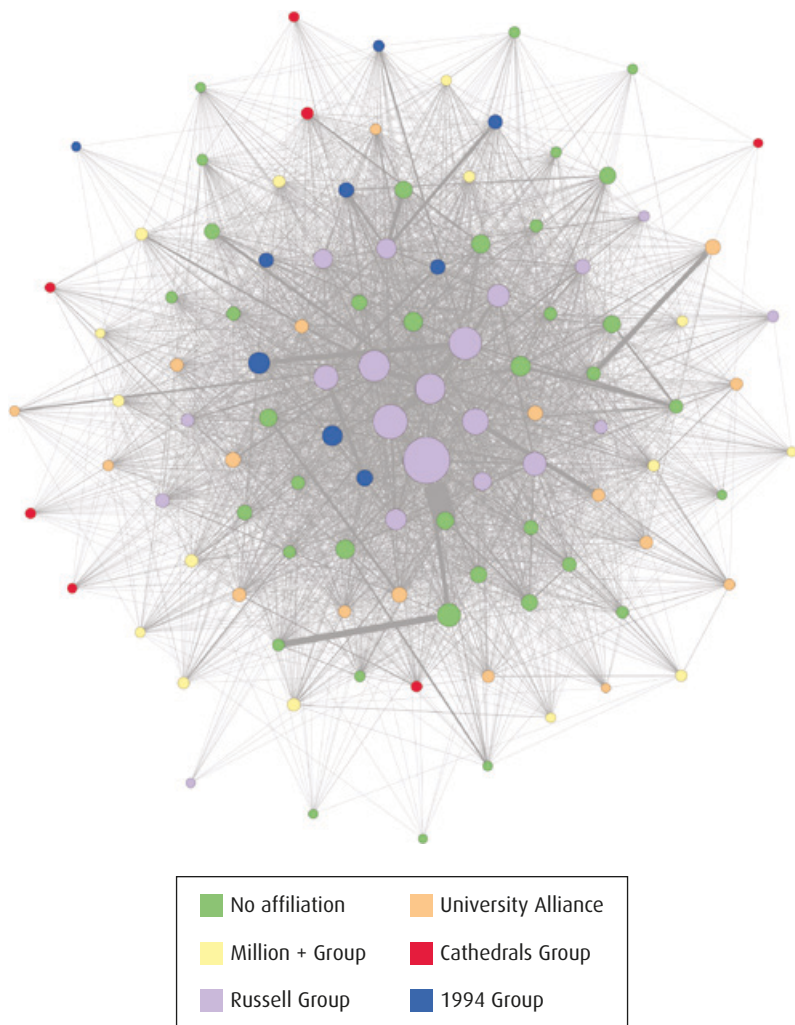 No affiliation
University Alliance
Million + Group
Cathedrals Group
Russell Group
1994 Group